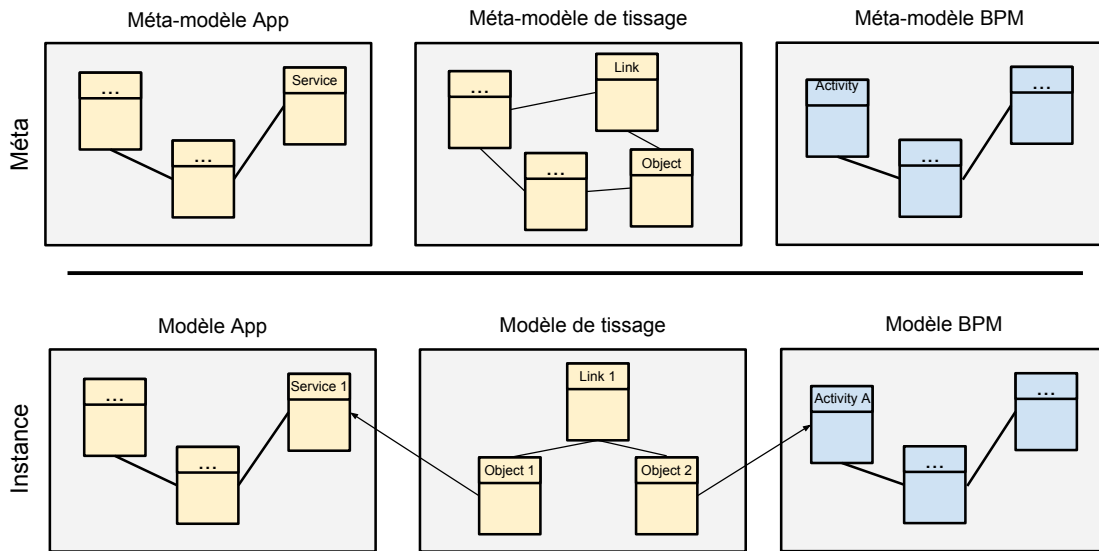 Méta-modèle App
Méta-modèle de tissage
Méta-modèle BPM
Méta
...
Service
...
...
Link
...
Object
Activity
...
...
Modèle App
Modèle de tissage
Modèle BPM
Instance
...
Service 1
...
Link 1
Object 1
Object 2
Activity A
...
...